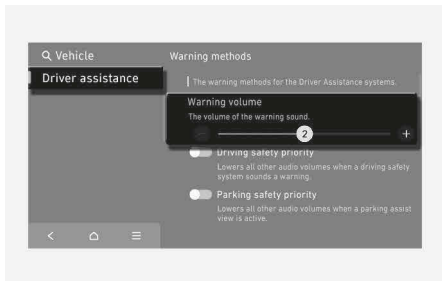 Vehicle
Driver assistance
Warning methods
The warning methods for the Driver Assistance systems.
Warning volume
The volume of the warning sound.
2
+
Driving safety priority
Lowers all other audio volumes when a driving safety
system sounds a warning.
Parking safety priority
Lowers all other audio volumes when a parking assist
view is active.